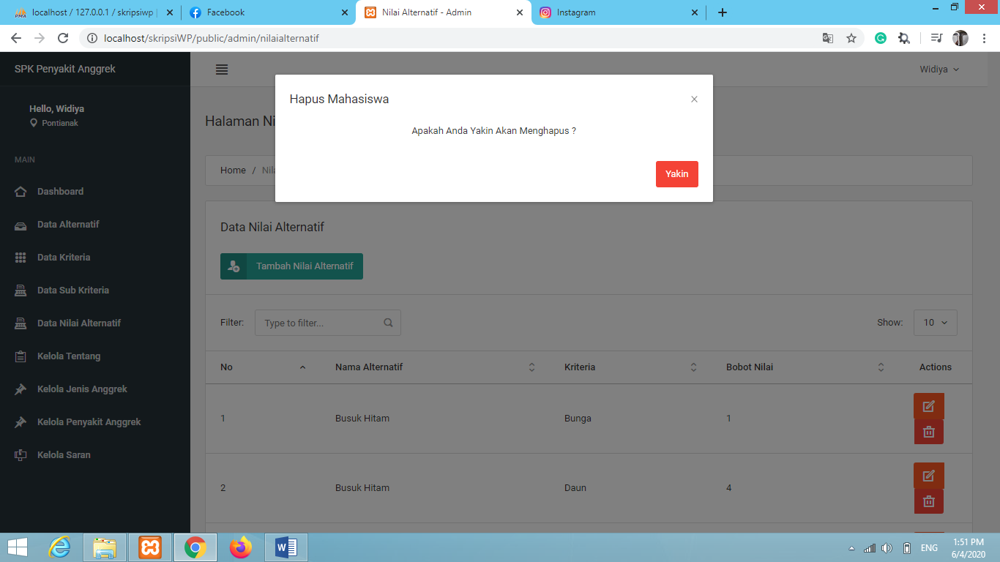 localhost / 127.0.0.1 / skripsiwp
Facebook
Nilai Alternatif - Admin
Instagram
localhost/skripsiWP/public/admin/nilaialternatif
SPK Penyakit Anggrek
Widiya
Hello, Widiya
Pontianak
MAIN
Dashboard
Data Alternatif
Data Kriteria
Data Sub Kriteria
Data Nilai Alternatif
Kelola Tentang
Kelola Jenis Anggrek
Kelola Penyakit Anggrek
Kelola Saran
Hapus Mahasiswa
×
Apakah Anda Yakin Akan Menghapus ?
Yakin
Halaman Ni
Home / Nil
Data Nilai Alternatif
Tambah Nilai Alternatif
Filter: Type to filter... Show: 10
No Nama Alternatif Kriteria Bobot Nilai Actions
1 Busuk Hitam Bunga 1
2 Busuk Hitam Daun 4
ENG
1:51 PM
6/4/2020